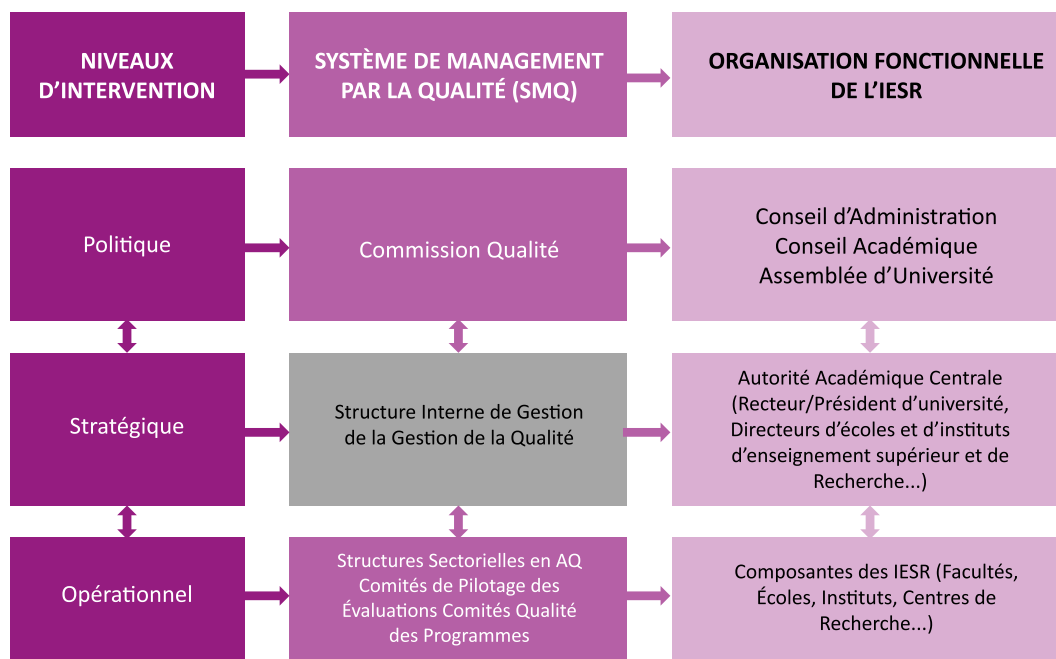 NIVEAUX
D’INTERVENTION
SYSTÈME DE MANAGEMENT
PAR LA QUALITÉ (SMQ)
ORGANISATION FONCTIONNELLE
DE L’IESR
Politique
Commission Qualité
Conseil d’Administration
Conseil Académique
Assemblée d’Université
Stratégique
Structure Interne de Gestion
de la Gestion de la Qualité
Autorité Académique Centrale
(Recteur/Président d’université,
Directeurs d’écoles et d’instituts
d’enseignement supérieur et de
Recherche...)
Opérationnel
Structures Sectorielles en AQ
Comités de Pilotage des
Évaluations Comités Qualité
des Programmes
Composantes des IESR (Facultés,
Écoles, Instituts, Centres de
Recherche...)